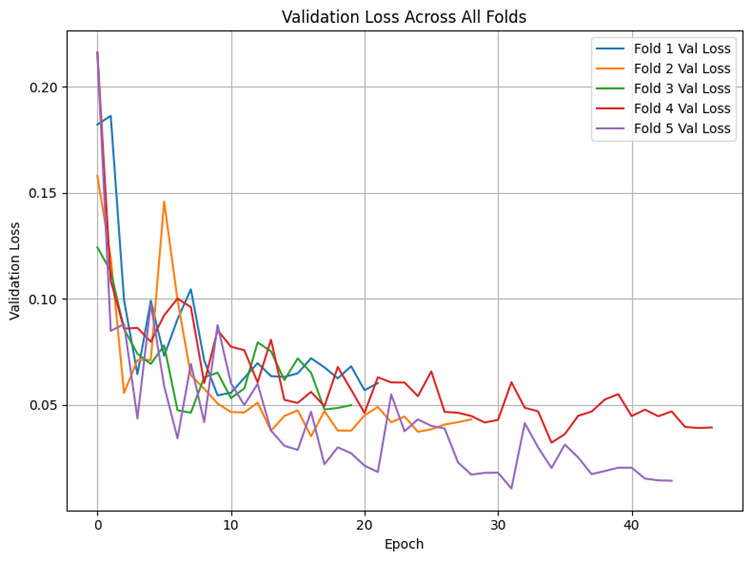 Validation Loss Across All Folds
Fold 1 Val Loss
Fold 2 Val Loss
Fold 3 Val Loss
Fold 4 Val Loss
Fold 5 Val Loss
0.20
0.15
0.10
0.05
Validation Loss
0
10
20
30
40
Epoch